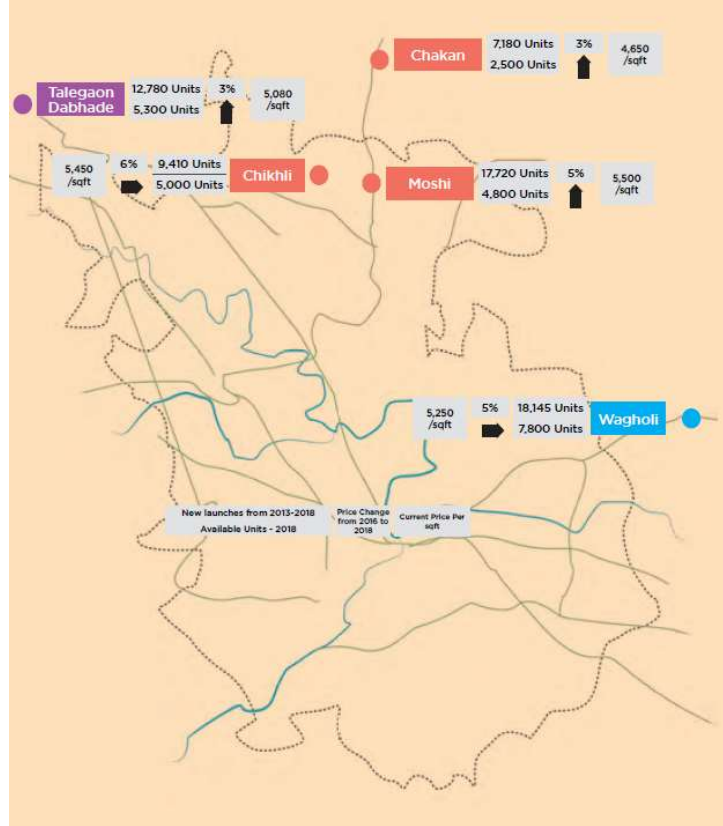 Chakan
7,180 Units
2,500 Units
3%
4,650
/sqft
Talegaon
Dabhade
12,780 Units
5,300 Units
3%
5,080
/sqft
5,450
/sqft
6%
9,410 Units
5,000 Units
Chikhli
Moshi
17,720 Units
4,800 Units
5%
5,500
/sqft
5,250
/sqft
5%
18,145 Units
7,800 Units
Wagholi
New launches from 2013-2018
Available Units - 2018
Price Change
from 2016 to
2018
Current Price Per
sqft